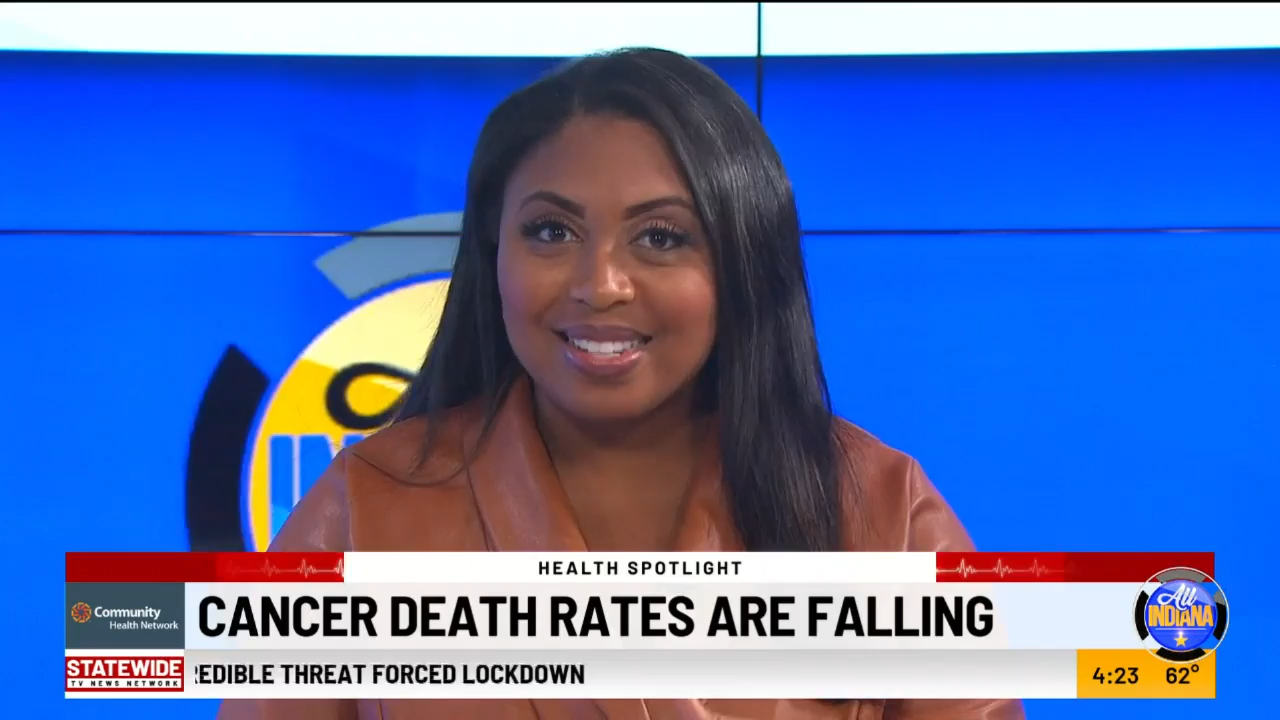 HEALTH SPOTLIGHT
Community
Health Network
CANCER DEATH RATES ARE FALLING
All
INDIANA
STATEWIDE
TV NEWS NETWORK
REDIBLE THREAT FORCED LOCKDOWN
4:23 62°